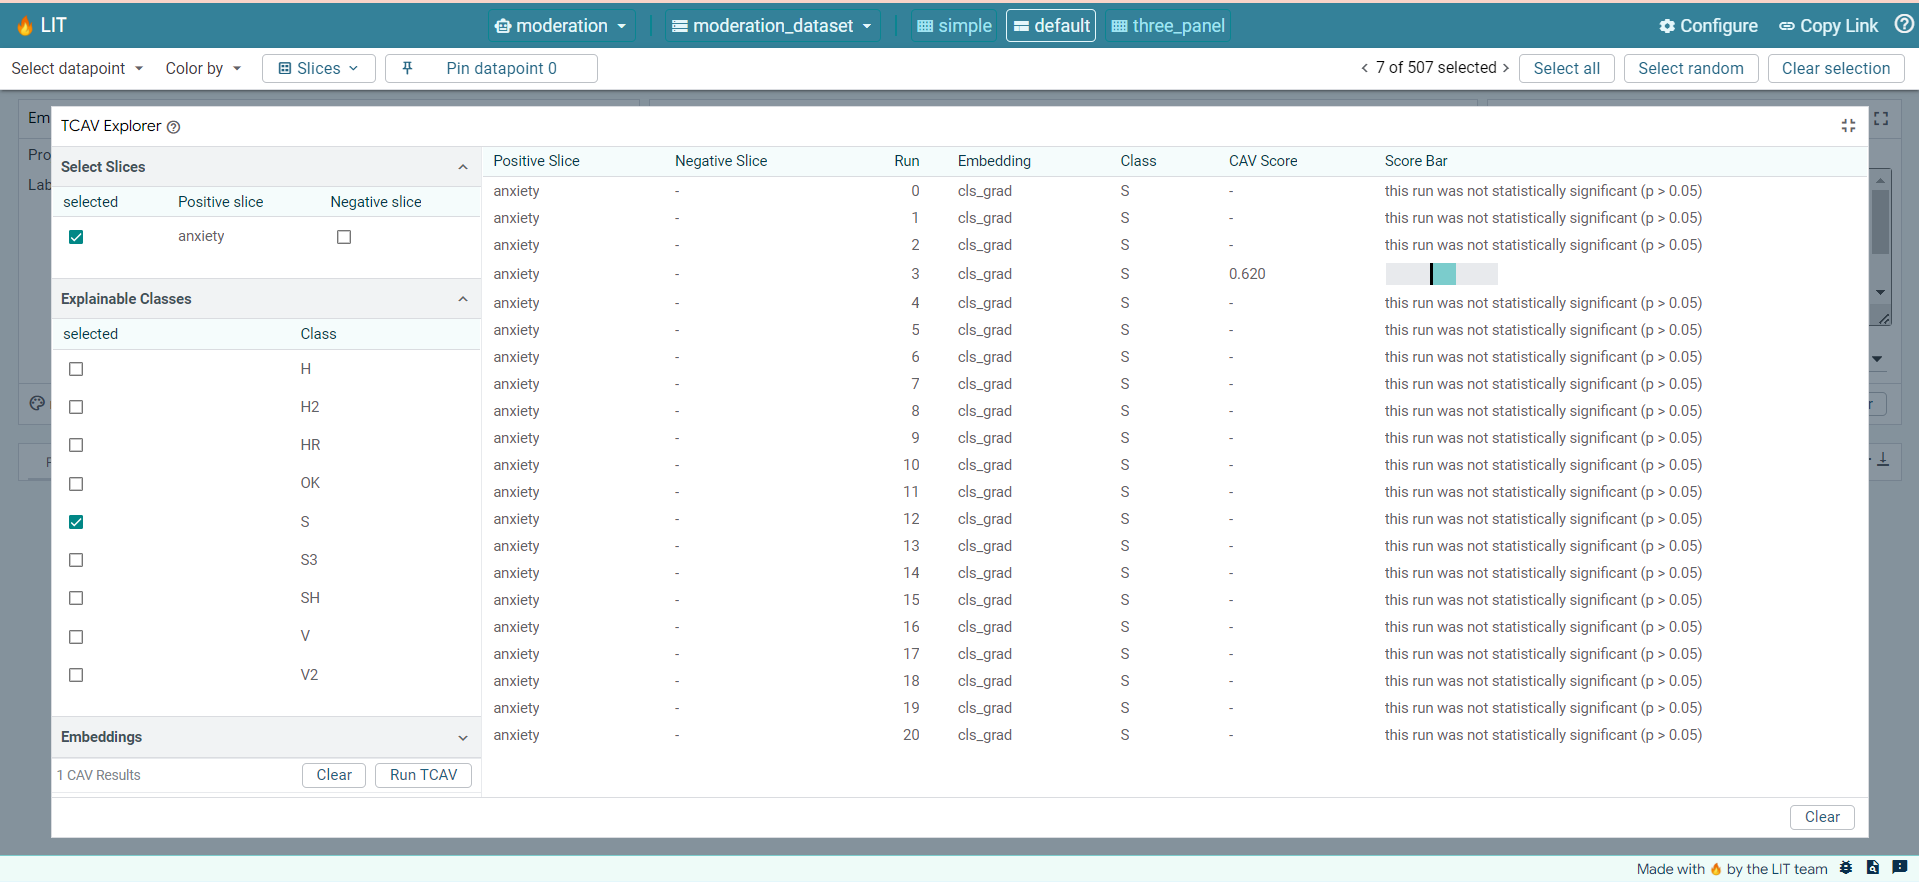 LIT moderation moderation_dataset simple default three_panel Configure Copy Link
Select datapoint Color by Slices Pin datapoint 0 7 of 507 selected Select all Select random Clear selection
Em
Pro
Lab
TCAV Explorer
Select Slices
selected Positive slice Negative slice
anxiety
Explainable Classes
selected Class
H
H2
HR
OK
S
S3
SH
V
V2
Embeddings
1 CAV Results Clear Run TCAV
Positive Slice Negative Slice Run Embedding Class CAV Score Score Bar
anxiety - 0 cls_grad S - this run was not statistically significant (p > 0.05)
anxiety - 1 cls_grad S - this run was not statistically significant (p > 0.05)
anxiety - 2 cls_grad S - this run was not statistically significant (p > 0.05)
anxiety - 3 cls_grad S 0.620
anxiety - 4 cls_grad S - this run was not statistically significant (p > 0.05)
anxiety - 5 cls_grad S - this run was not statistically significant (p > 0.05)
anxiety - 6 cls_grad S - this run was not statistically significant (p > 0.05)
anxiety - 7 cls_grad S - this run was not statistically significant (p > 0.05)
anxiety - 8 cls_grad S - this run was not statistically significant (p > 0.05)
anxiety - 9 cls_grad S - this run was not statistically significant (p > 0.05)
anxiety - 10 cls_grad S - this run was not statistically significant (p > 0.05)
anxiety - 11 cls_grad S - this run was not statistically significant (p > 0.05)
anxiety - 12 cls_grad S - this run was not statistically significant (p > 0.05)
anxiety - 13 cls_grad S - this run was not statistically significant (p > 0.05)
anxiety - 14 cls_grad S - this run was not statistically significant (p > 0.05)
anxiety - 15 cls_grad S - this run was not statistically significant (p > 0.05)
anxiety - 16 cls_grad S - this run was not statistically significant (p > 0.05)
anxiety - 17 cls_grad S - this run was not statistically significant (p > 0.05)
anxiety - 18 cls_grad S - this run was not statistically significant (p > 0.05)
anxiety - 19 cls_grad S - this run was not statistically significant (p > 0.05)
anxiety - 20 cls_grad S - this run was not statistically significant (p > 0.05)
Clear
Made with 🔥 by the LIT team